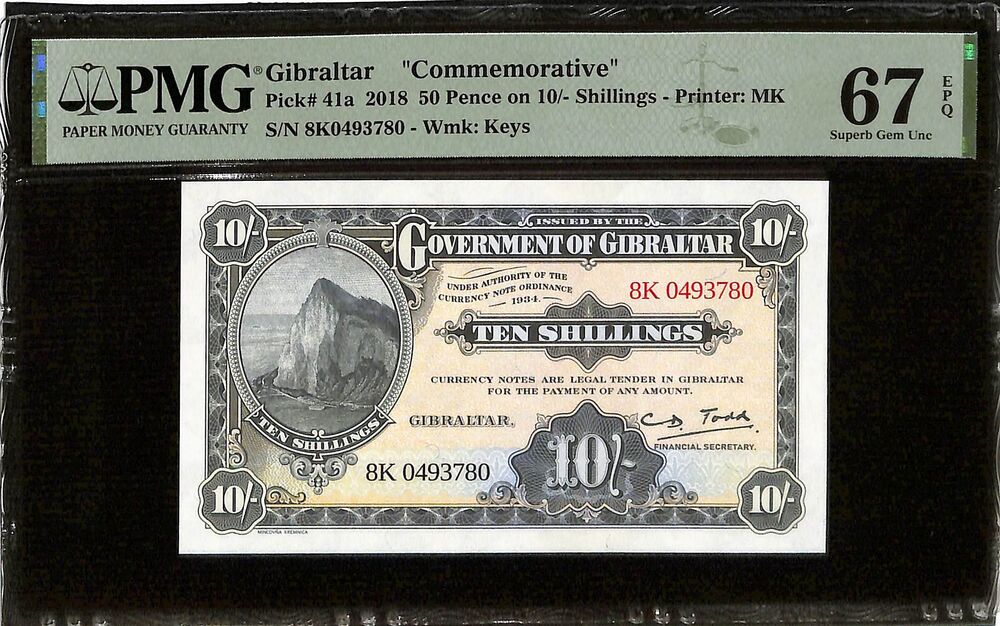 PMG®
PAPER MONEY GUARANTY
Gibraltar "Commemorative"
Pick# 41a 2018 50 Pence on 10/- Shillings - Printer: MK
S/N 8K0493780 - Wmk: Keys
67
EPQ
Superb Gem Unc
10/-
10/-
ISSUED BY THE
GOVERNMENT OF GIBRALTAR
UNDER AUTHORITY OF THE
CURRENCY NOTE ORDINANCE
1934.
8K 0493780
TEN SHILLINGS
CURRENCY NOTES ARE LEGAL TENDER IN GIBRALTAR
FOR THE PAYMENT OF ANY AMOUNT.
GIBRALTAR,
C D Todd
FINANCIAL SECRETARY.
TEN SHILLINGS
8K 0493780
10/-
10/-
10/-
MINCOVŇA KREMNICA